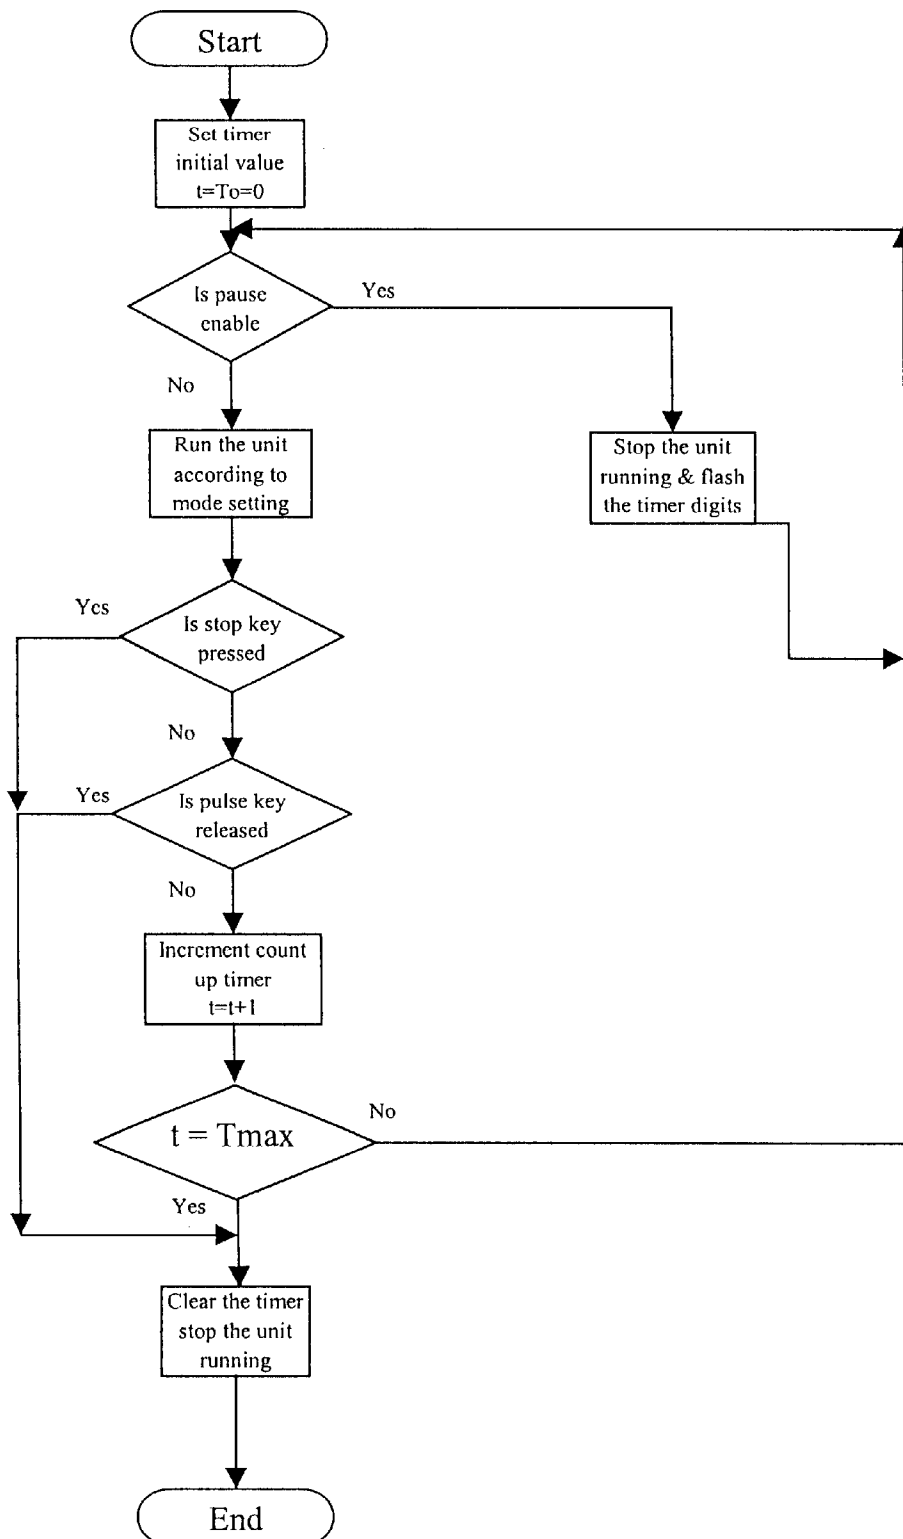 Start
Set timer
initial value
t=To=0
Is pause
enable
Yes
No
Run the unit
according to
mode setting
Stop the unit
running & flash
the timer digits
Yes
Is stop key
pressed
No
Yes
Is pulse key
released
No
Increment count
up timer
t=t+1
t = Tmax
No
Yes
Clear the timer
stop the unit
running
End